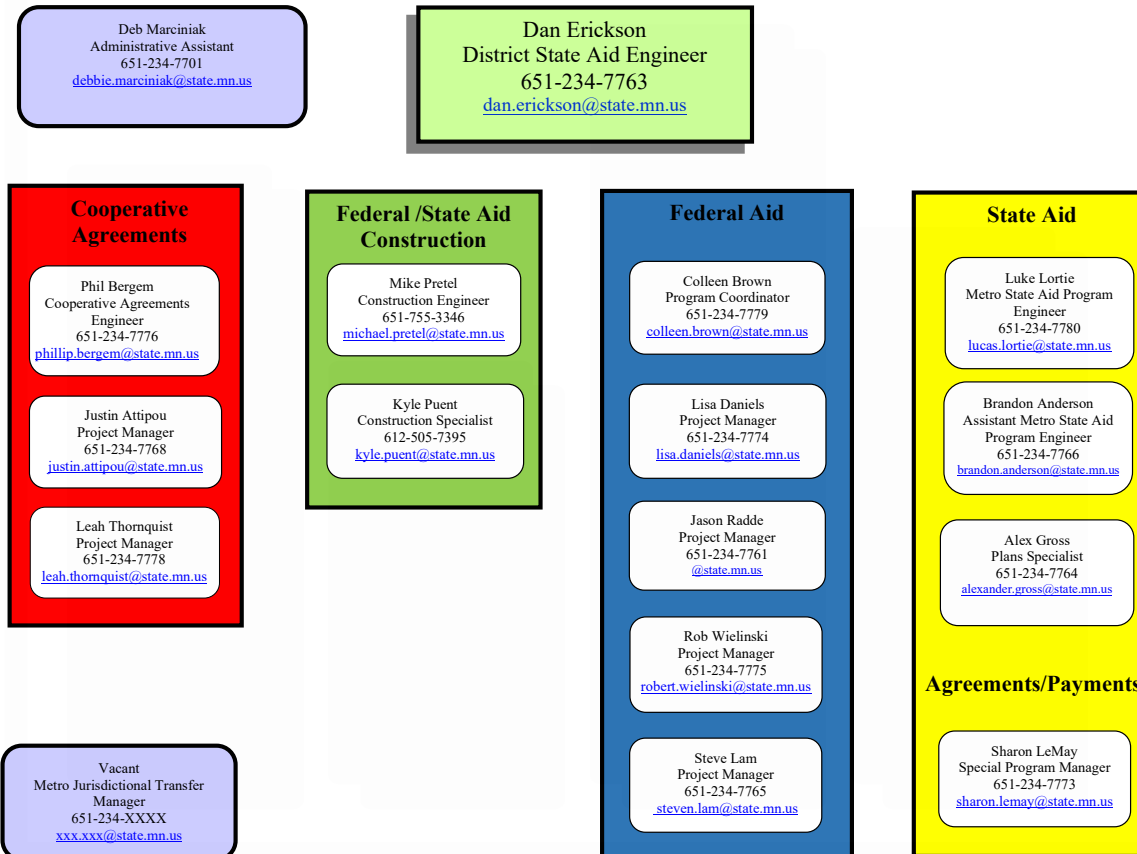 Deb Marciniak
Administrative Assistant
651-234-7701
debbie.marciniak@state.mn.us
Dan Erickson
District State Aid Engineer
651-234-7763
dan.erickson@state.mn.us
Cooperative
Agreements
Phil Bergem
Cooperative Agreements
Engineer
651-234-7776
phillip.bergem@state.mn.us
Justin Attipou
Project Manager
651-234-7768
justin.attipou@state.mn.us
Leah Thornquist
Project Manager
651-234-7778
leah.thornquist@state.mn.us
Federal /State Aid
Construction
Mike Pretel
Construction Engineer
651-755-3346
michael.pretel@state.mn.us
Kyle Puent
Construction Specialist
612-505-7395
kyle.puent@state.mn.us
Federal Aid
Colleen Brown
Program Coordinator
651-234-7779
colleen.brown@state.mn.us
Lisa Daniels
Project Manager
651-234-7774
lisa.daniels@state.mn.us
Jason Radde
Project Manager
651-234-7761
@state.mn.us
Rob Wielinski
Project Manager
651-234-7775
robert.wielinski@state.mn.us
Steve Lam
Project Manager
651-234-7765
steven.lam@state.mn.us
State Aid
Luke Lortie
Metro State Aid Program
Engineer
651-234-7780
lucas.lortie@state.mn.us
Brandon Anderson
Assistant Metro State Aid
Program Engineer
651-234-7766
brandon.anderson@state.mn.us
Alex Gross
Plans Specialist
651-234-7764
alexander.gross@state.mn.us
Agreements/Payments
Sharon LeMay
Special Program Manager
651-234-7773
sharon.lemay@state.mn.us
Vacant
Metro Jurisdictional Transfer
Manager
651-234-XXXX
xxx.xxx@state.mn.us